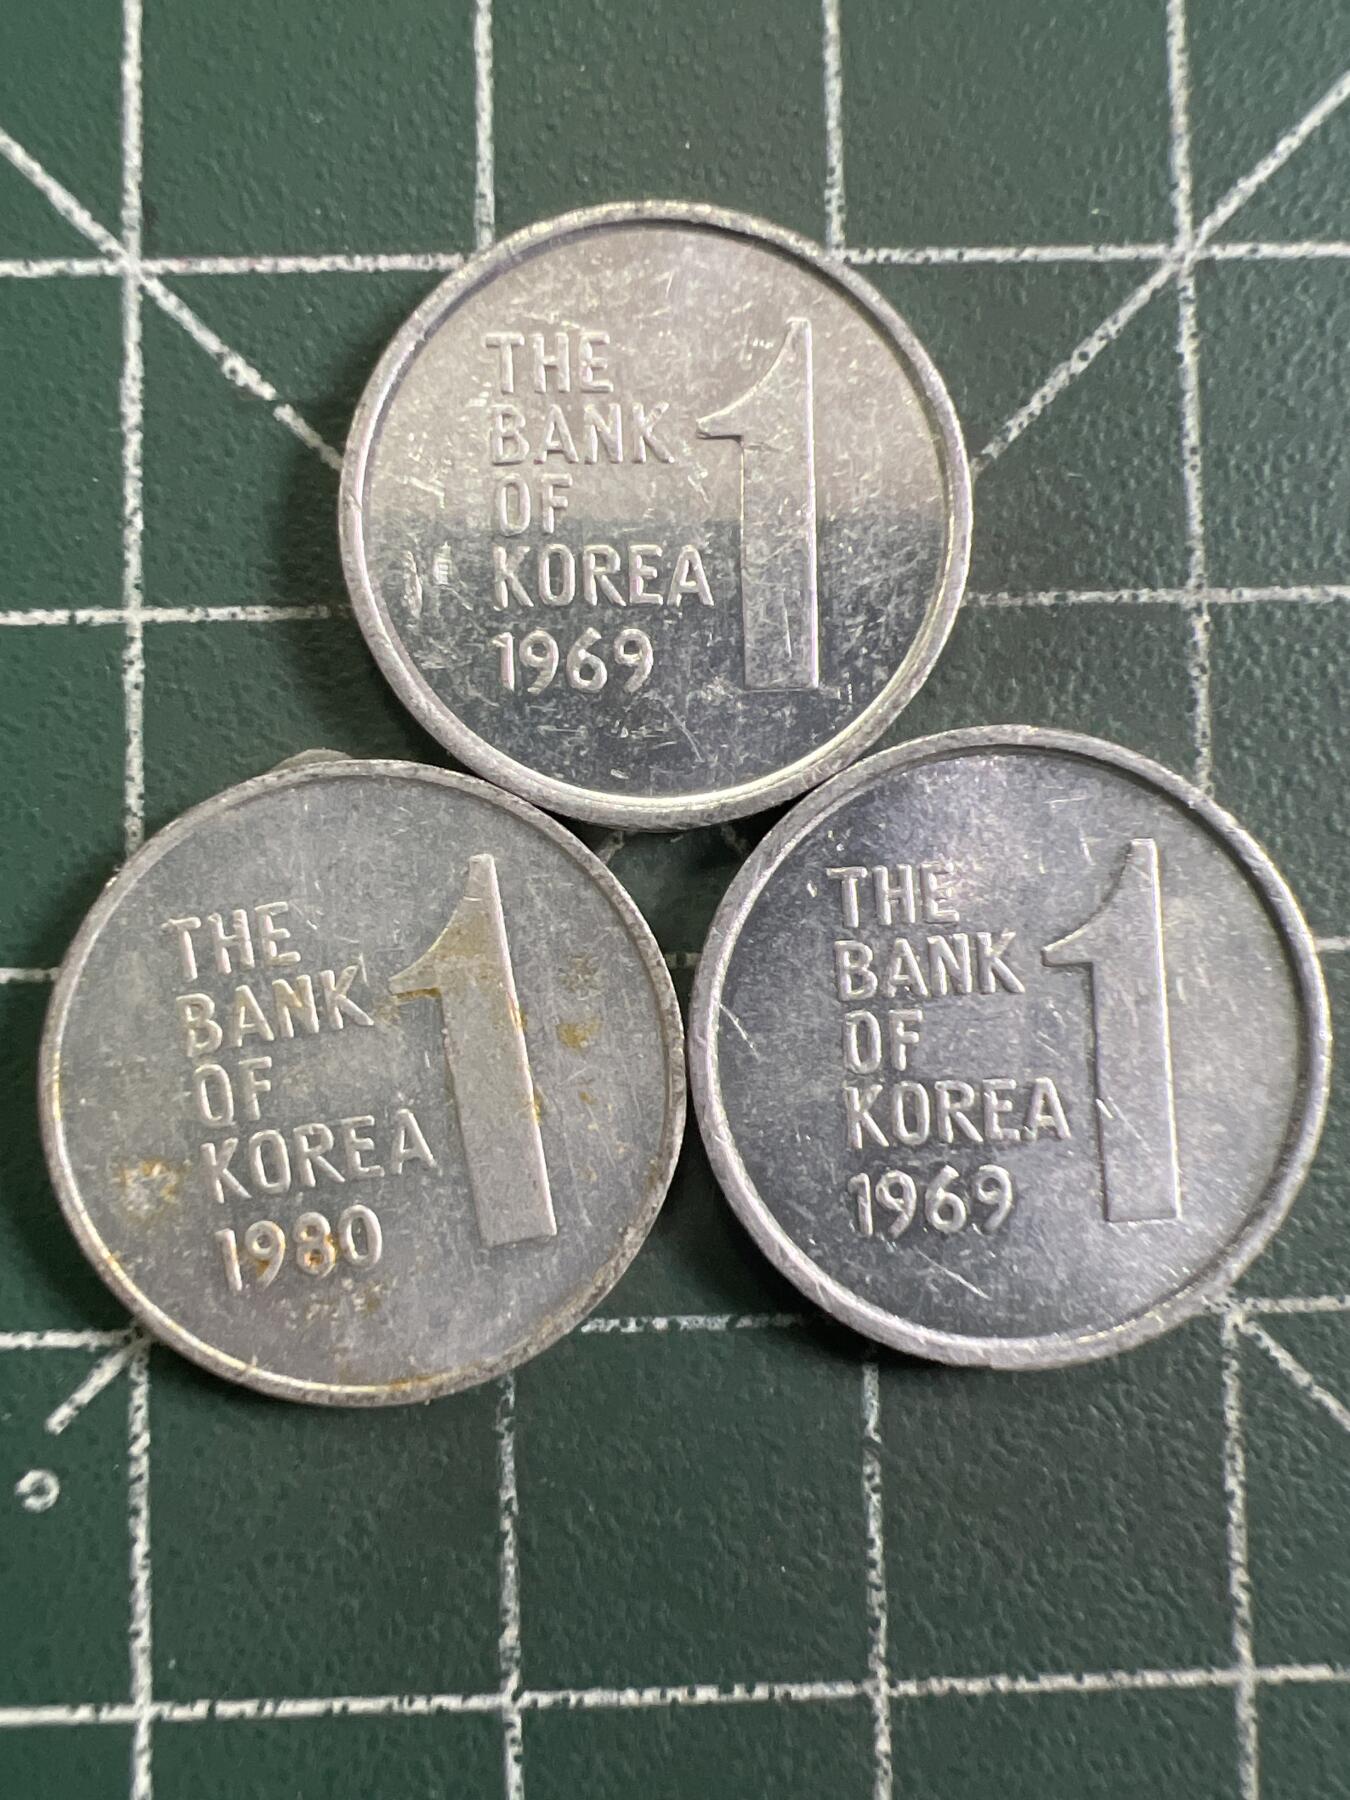 THE
BANK
OF
KOREA
1969
1
THE
BANK
OF
KOREA
1980
1
THE
BANK
OF
KOREA
1969
1